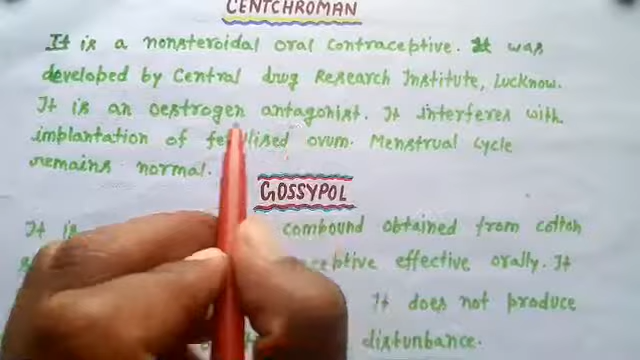 CENTCHROMAN
It is a nonsteroidal oral contraceptive. It was
developed by Central drug Research Institute, Lucknow.
It is an oestrogen antagonist. It interferes with
implantation of fertilised ovum. Menstrual cycle
remains normal.
GOSSYPOL
It is compound obtained from cotton
effective orally. It
It does not produce
disturbance.